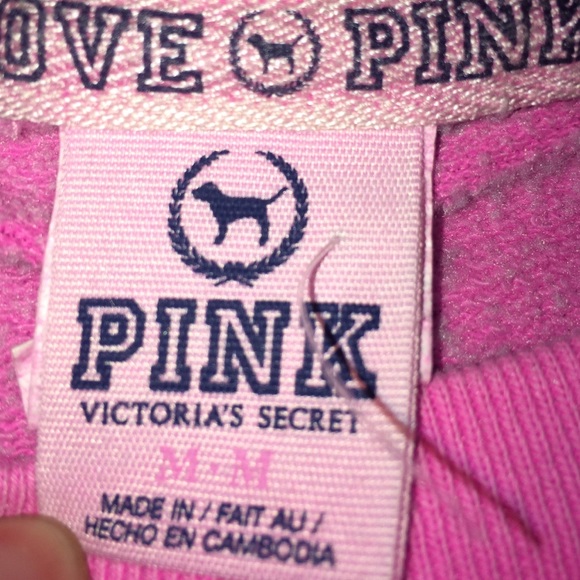 OVE PINK
PINK
VICTORIA'S SECRET
M • M
MADE IN / FAIT AU /
HECHO EN CAMBODIA